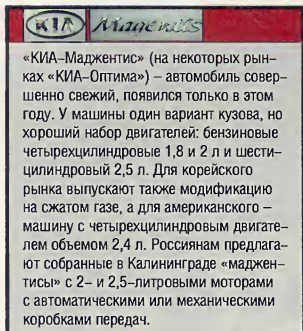 KIA Magentis
«КИА–Маджентис» (на некоторых рын-
ках «КИА–Оптима») – автомобиль совер-
шенно свежий, появился только в этом
году. У машины один вариант кузова, но
хороший набор двигателей: бензиновые
четырехцилиндровые 1,8 и 2 л и шести-
цилиндровый 2,5 л. Для корейского
рынка выпускают также модификацию
на сжатом газе, а для американского –
машину с четырехцилиндровым двигате-
лем объемом 2,4 л. Россиянам предлага-
ют собранные в Калининграде «маджен-
тисы» с 2– и 2,5–литровыми моторами
с автоматическими или механическими
коробками передач.